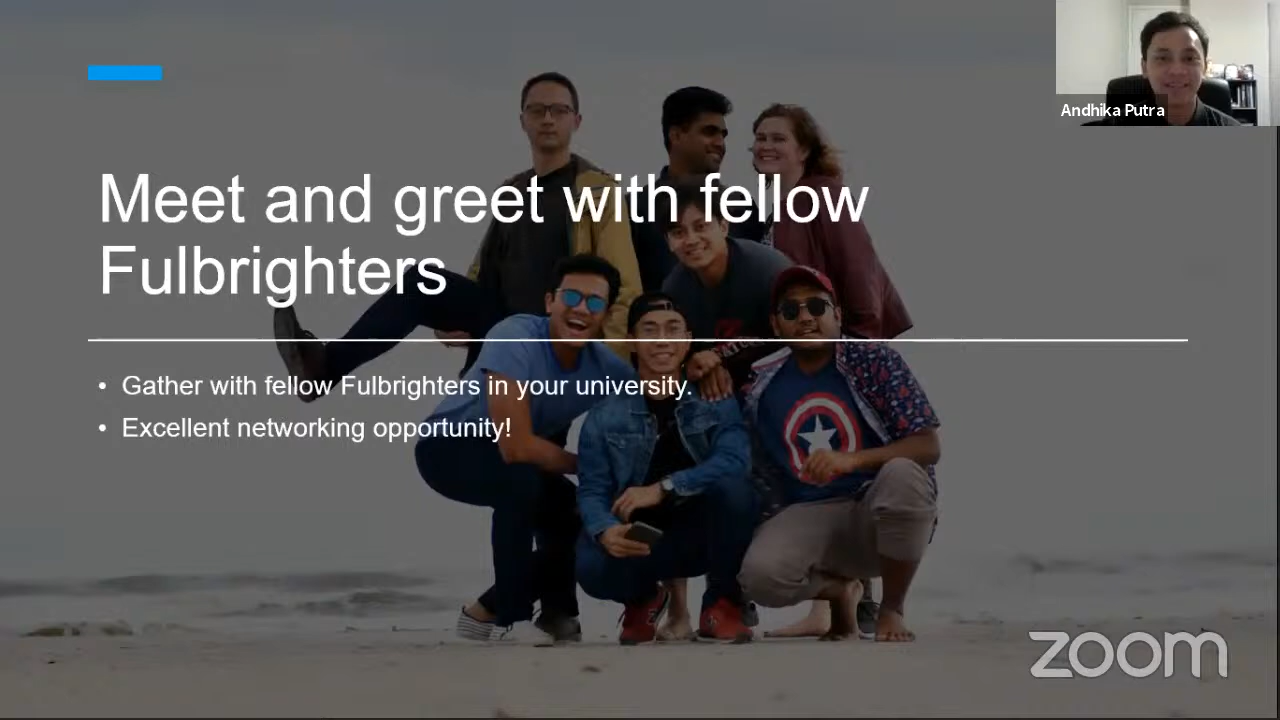 Andhika Putra
Meet and greet with fellow
Fulbrighters
• Gather with fellow Fulbrighters in your university.
• Excellent networking opportunity!
zoom